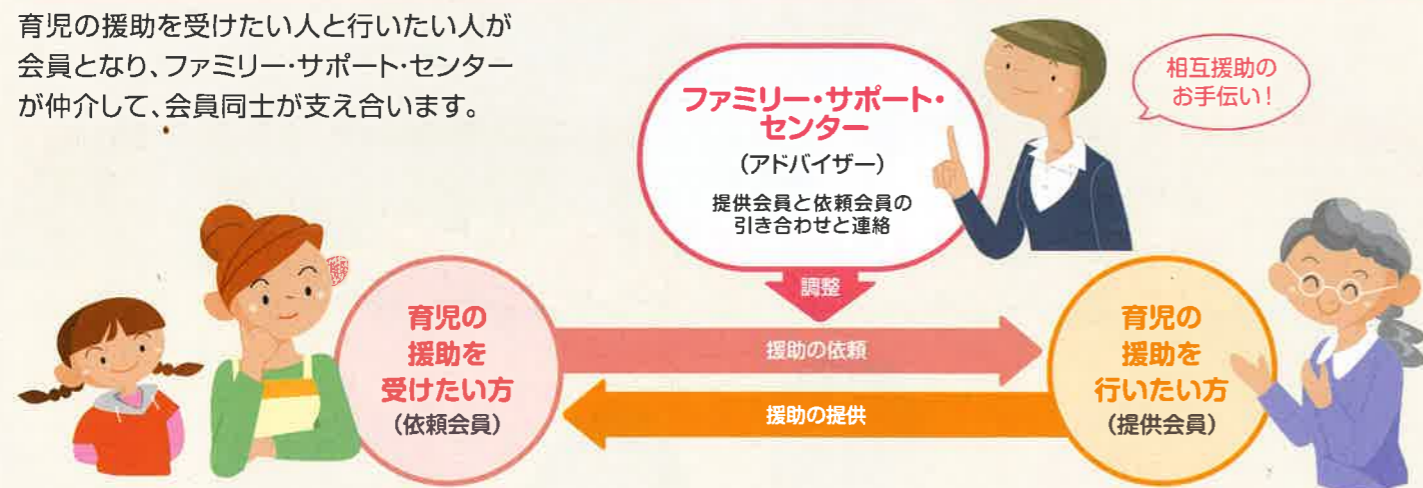 育児の援助を受けたい人と行いたい人が
会員となり、ファミリー・サポート・センター
が仲介して、会員同士が支え合います。
ファミリー・サポート・
センター
(アドバイザー)
提供会員と依頼会員の
引き合わせと連絡
相互援助の
お手伝い!
調整
育児の
援助を
受けたい方
(依頼会員)
援助の依頼
援助の提供
育児の
援助を
行いたい方
(提供会員)